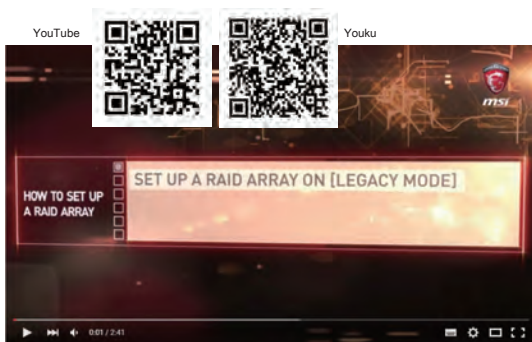 YouTube
Youku
msi
HOW TO SET UP
A RAID ARRAY
SET UP A RAID ARRAY ON [LEGACY MODE]
0:01 / 2:41